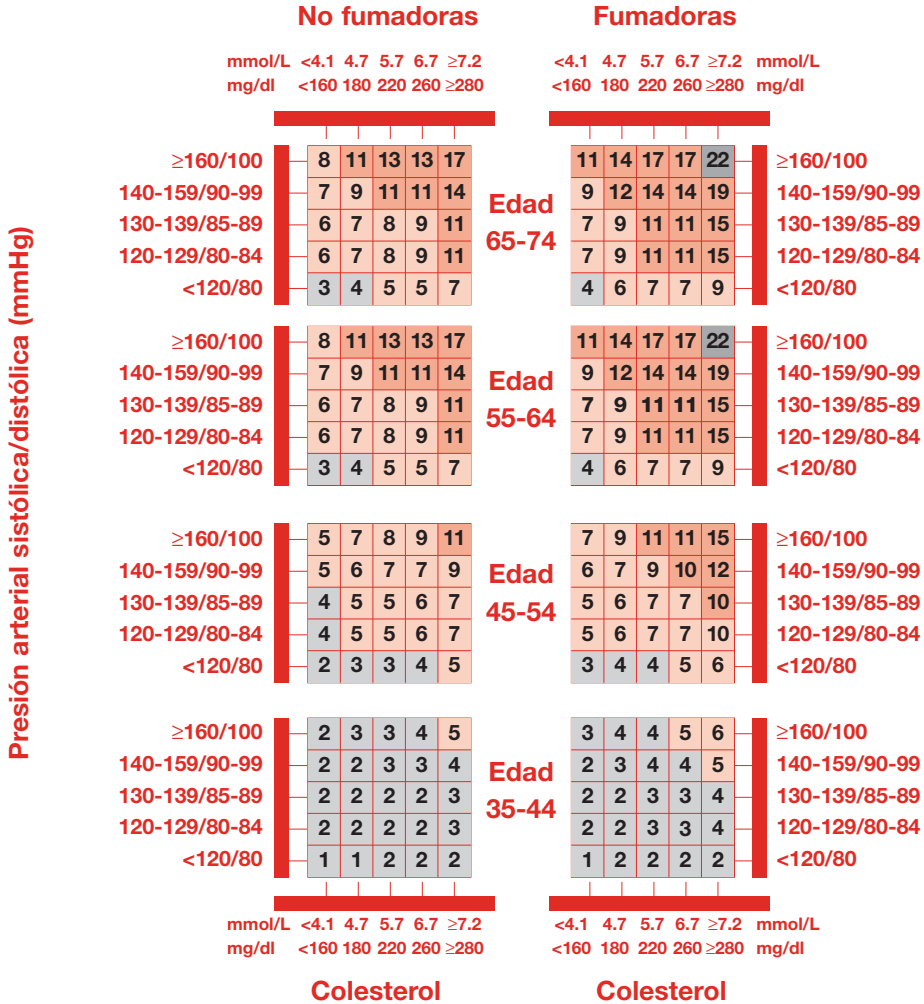 No fumadoras Fumadoras
mmol/L <4.1 4.7 5.7 6.7 ≥7.2 <4.1 4.7 5.7 6.7 ≥7.2 mmol/L
mg/dl <160 180 220 260 ≥280 <160 180 220 260 ≥280 mg/dl
Presión arterial sistólica/distólica (mmHg)
≥160/100 8 11 13 13 17 11 14 17 17 22 ≥160/100
140-159/90-99 7 9 11 11 14 Edad 9 12 14 14 19 140-159/90-99
130-139/85-89 6 7 8 9 11 65-74 7 9 11 11 15 130-139/85-89
120-129/80-84 6 7 8 9 11 7 9 11 11 15 120-129/80-84
<120/80 3 4 5 5 7 4 6 7 7 9 <120/80
≥160/100 8 11 13 13 17 11 14 17 17 22 ≥160/100
140-159/90-99 7 9 11 11 14 Edad 9 12 14 14 19 140-159/90-99
130-139/85-89 6 7 8 9 11 55-64 7 9 11 11 15 130-139/85-89
120-129/80-84 6 7 8 9 11 7 9 11 11 15 120-129/80-84
<120/80 3 4 5 5 7 4 6 7 7 9 <120/80
≥160/100 5 7 8 9 11 7 9 11 11 15 ≥160/100
140-159/90-99 5 6 7 7 9 Edad 6 7 9 10 12 140-159/90-99
130-139/85-89 4 5 5 6 7 45-54 5 6 7 7 10 130-139/85-89
120-129/80-84 4 5 5 6 7 5 6 7 7 10 120-129/80-84
<120/80 2 3 3 4 5 3 4 4 5 6 <120/80
≥160/100 2 3 3 4 5 3 4 4 5 6 ≥160/100
140-159/90-99 2 2 3 3 4 Edad 2 3 4 4 5 140-159/90-99
130-139/85-89 2 2 2 2 3 35-44 2 2 3 3 4 130-139/85-89
120-129/80-84 2 2 2 2 3 2 2 3 3 4 120-129/80-84
<120/80 1 1 2 2 2 1 2 2 2 2 <120/80
mmol/L <4.1 4.7 5.7 6.7 ≥7.2 <4.1 4.7 5.7 6.7 ≥7.2 mmol/L
mg/dl <160 180 220 260 ≥280 <160 180 220 260 ≥280 mg/dl
Colesterol Colesterol